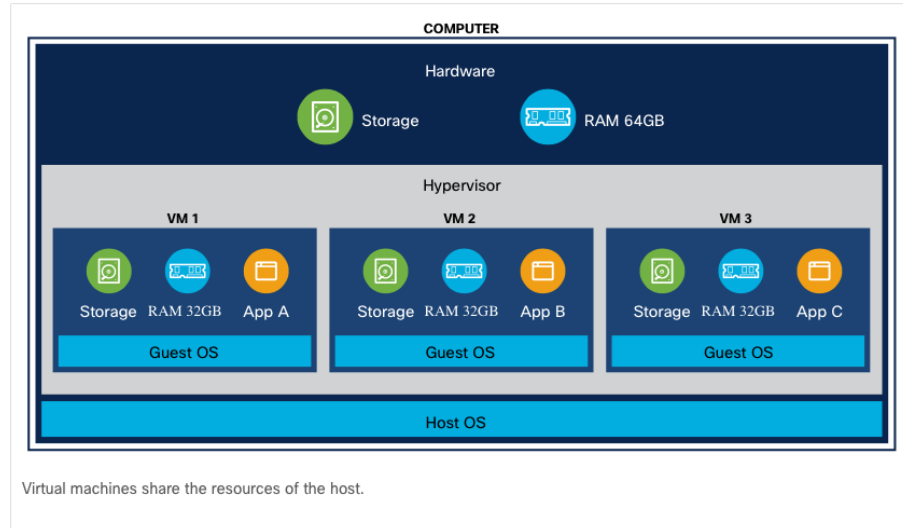 COMPUTER
Hardware
Storage
RAM 64GB
Hypervisor
VM 1
VM 2
VM 3
Storage RAM 32GB App A
Storage RAM 32GB App B
Storage RAM 32GB App C
Guest OS
Guest OS
Guest OS
Host OS
Virtual machines share the resources of the host.